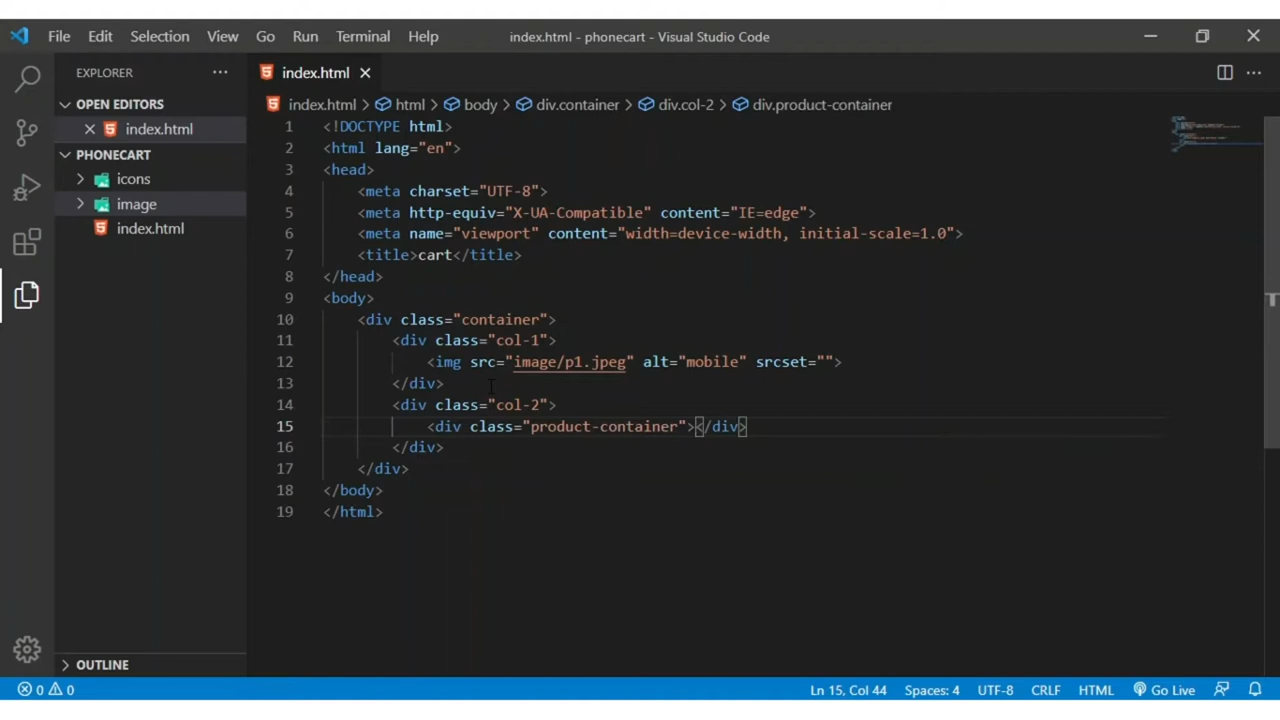 File Edit Selection View Go Run Terminal Help index.html - phonecart - Visual Studio Code
EXPLORER
OPEN EDITORS
index.html
PHONECART
icons
image
index.html
OUTLINE
index.html
index.html > html > body > div.container > div.col-2 > div.product-container
1 <!DOCTYPE html>
2 <html lang="en">
3 <head>
4 <meta charset="UTF-8">
5 <meta http-equiv="X-UA-Compatible" content="IE=edge">
6 <meta name="viewport" content="width=device-width, initial-scale=1.0">
7 <title>cart</title>
8 </head>
9 <body>
10 <div class="container">
11 <div class="col-1">
12 <img src="image/p1.jpeg" alt="mobile" srcset="">
13 </div>
14 <div class="col-2">
15 <div class="product-container"></div>
16 </div>
17 </div>
18 </body>
19 </html>
0 0 Ln 15, Col 44 Spaces: 4 UTF-8 CRLF HTML Go Live